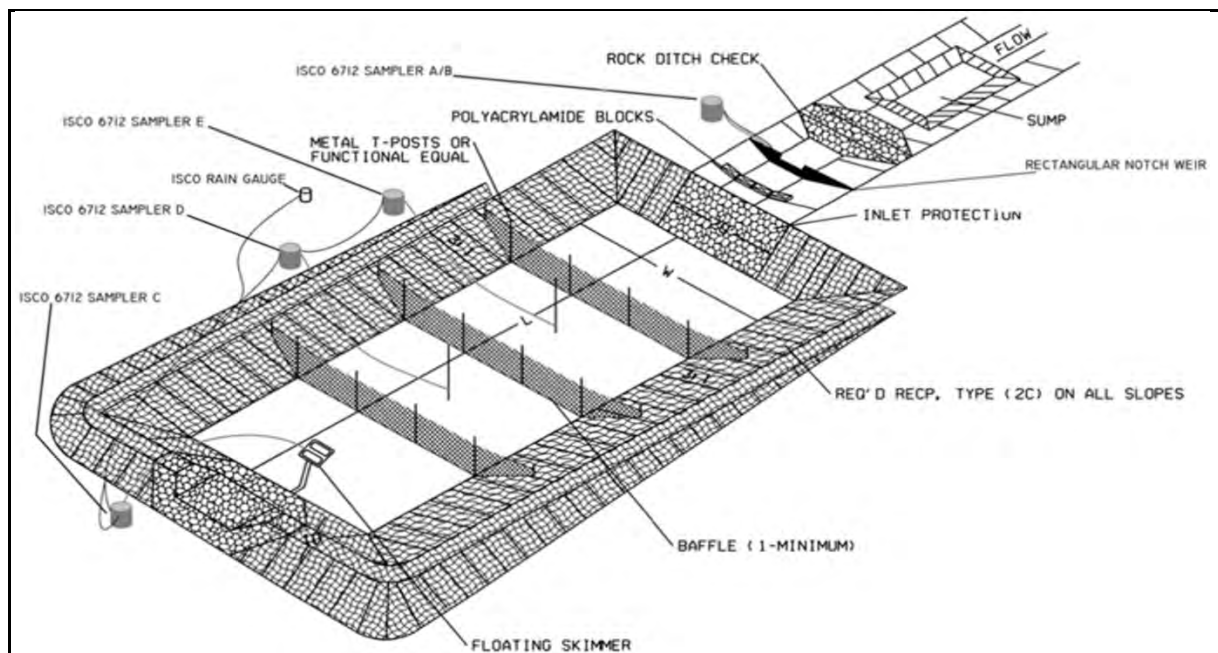 FLOW
ROCK DITCH CHECK
ISCO 6712 SAMPLER A/B
ISCO 6712 SAMPLER E
POLYACRYLAMIDE BLOCKS
SUMP
METAL T-POSTS OR
FUNCTIONAL EQUAL
RECTANGULAR NOTCH WEIR
ISCO RAIN GAUGE
ISCO 6712 SAMPLER D
INLET PROTECTION
W
L
ISCO 6712 SAMPLER C
REQ'D RECP, TYPE (2C) ON ALL SLOPES
BAFFLE (1-MINIMUM)
FLOATING SKIMMER